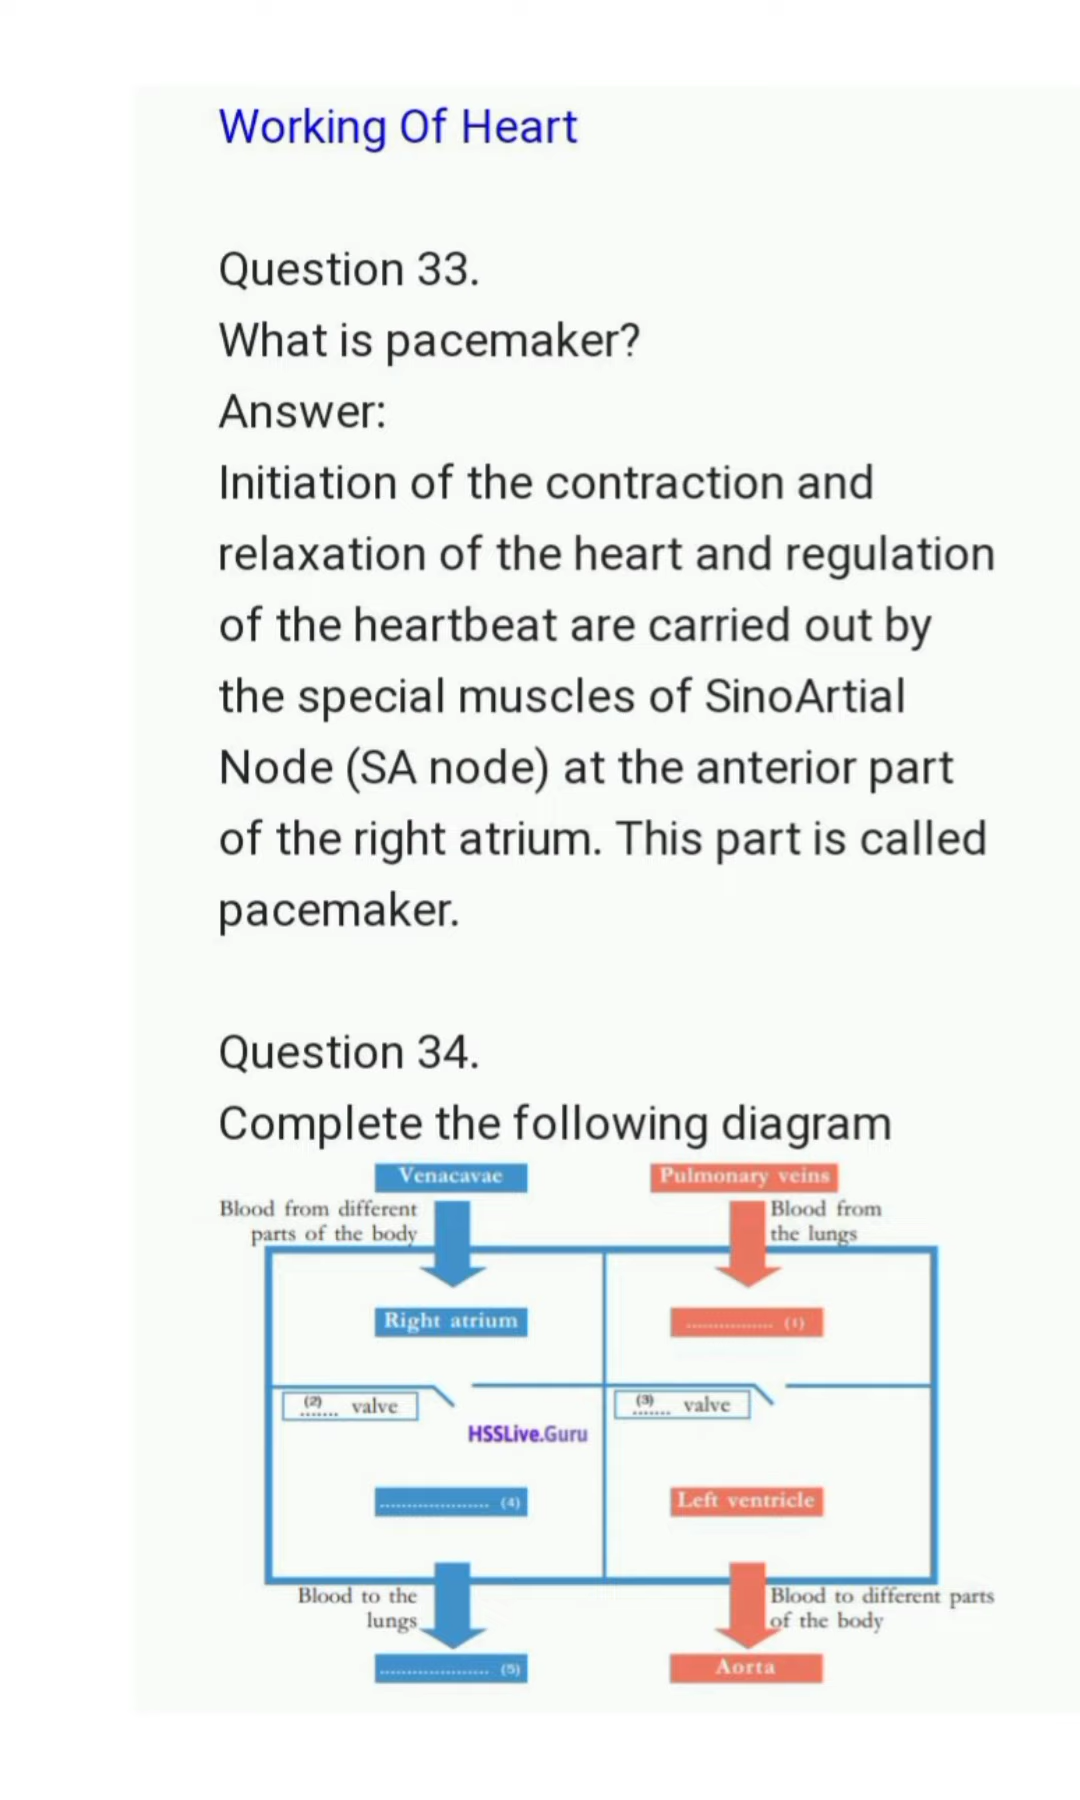 Working Of Heart
Question 33.
What is pacemaker?
Answer:
Initiation of the contraction and
relaxation of the heart and regulation
of the heartbeat are carried out by
the special muscles of SinoArtial
Node (SA node) at the anterior part
of the right atrium. This part is called
pacemaker.
Question 34.
Complete the following diagram
Venacavae
Pulmonary veins
Blood from different
parts of the body
Blood from
the lungs
Right atrium
................ (1)
(2) ....... valve
(3) ....... valve
HSSLive.Guru
.................... (4)
Left ventricle
Blood to the
lungs
Blood to different parts
of the body
.................... (5)
Aorta